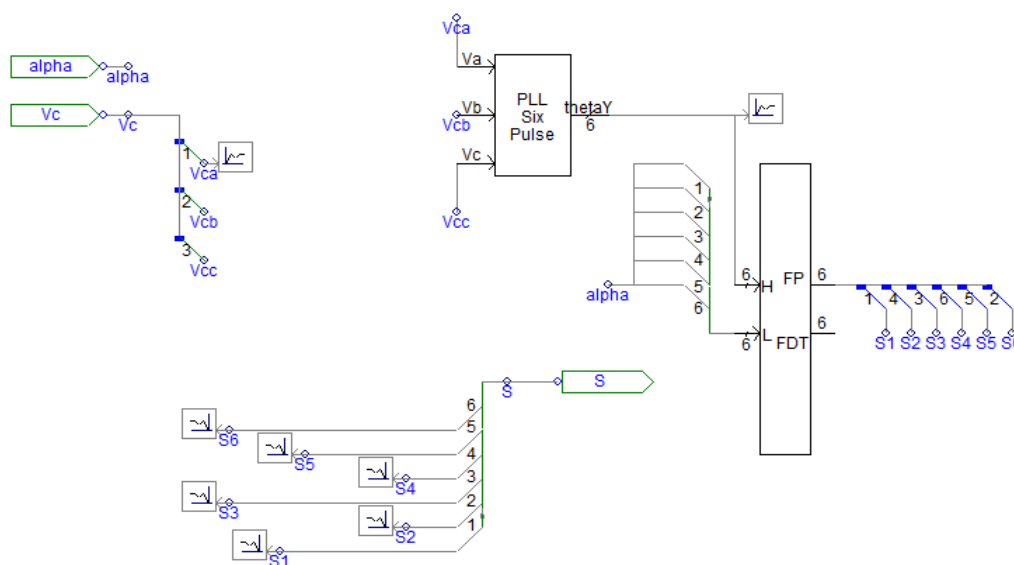 Vca
alpha
alpha
Va
PLL
Six
Pulse
thetaY
6
Vc
Vc
Vb
Vcb
1
Vca
Vc
2
Vcb
Vcc
3
Vcc
1
2
3
4
5
6
alpha
6
H
FP
6
1
4
3
6
5
2
S1
S2
S3
S4
S5
6
L
FDT
6
S
S
6
5
4
3
2
1
S6
S5
S4
S3
S2
S1